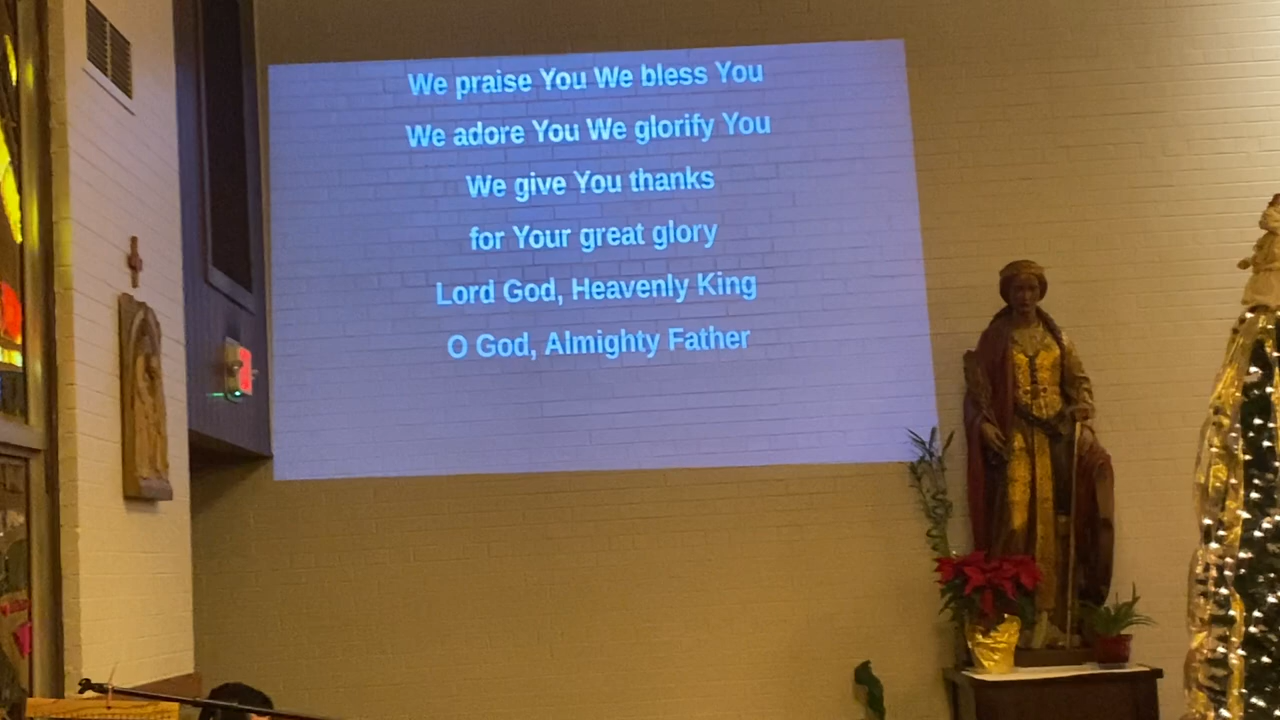 We praise You We bless You
We adore You We glorify You
We give You thanks
for Your great glory
Lord God, Heavenly King
O God, Almighty Father